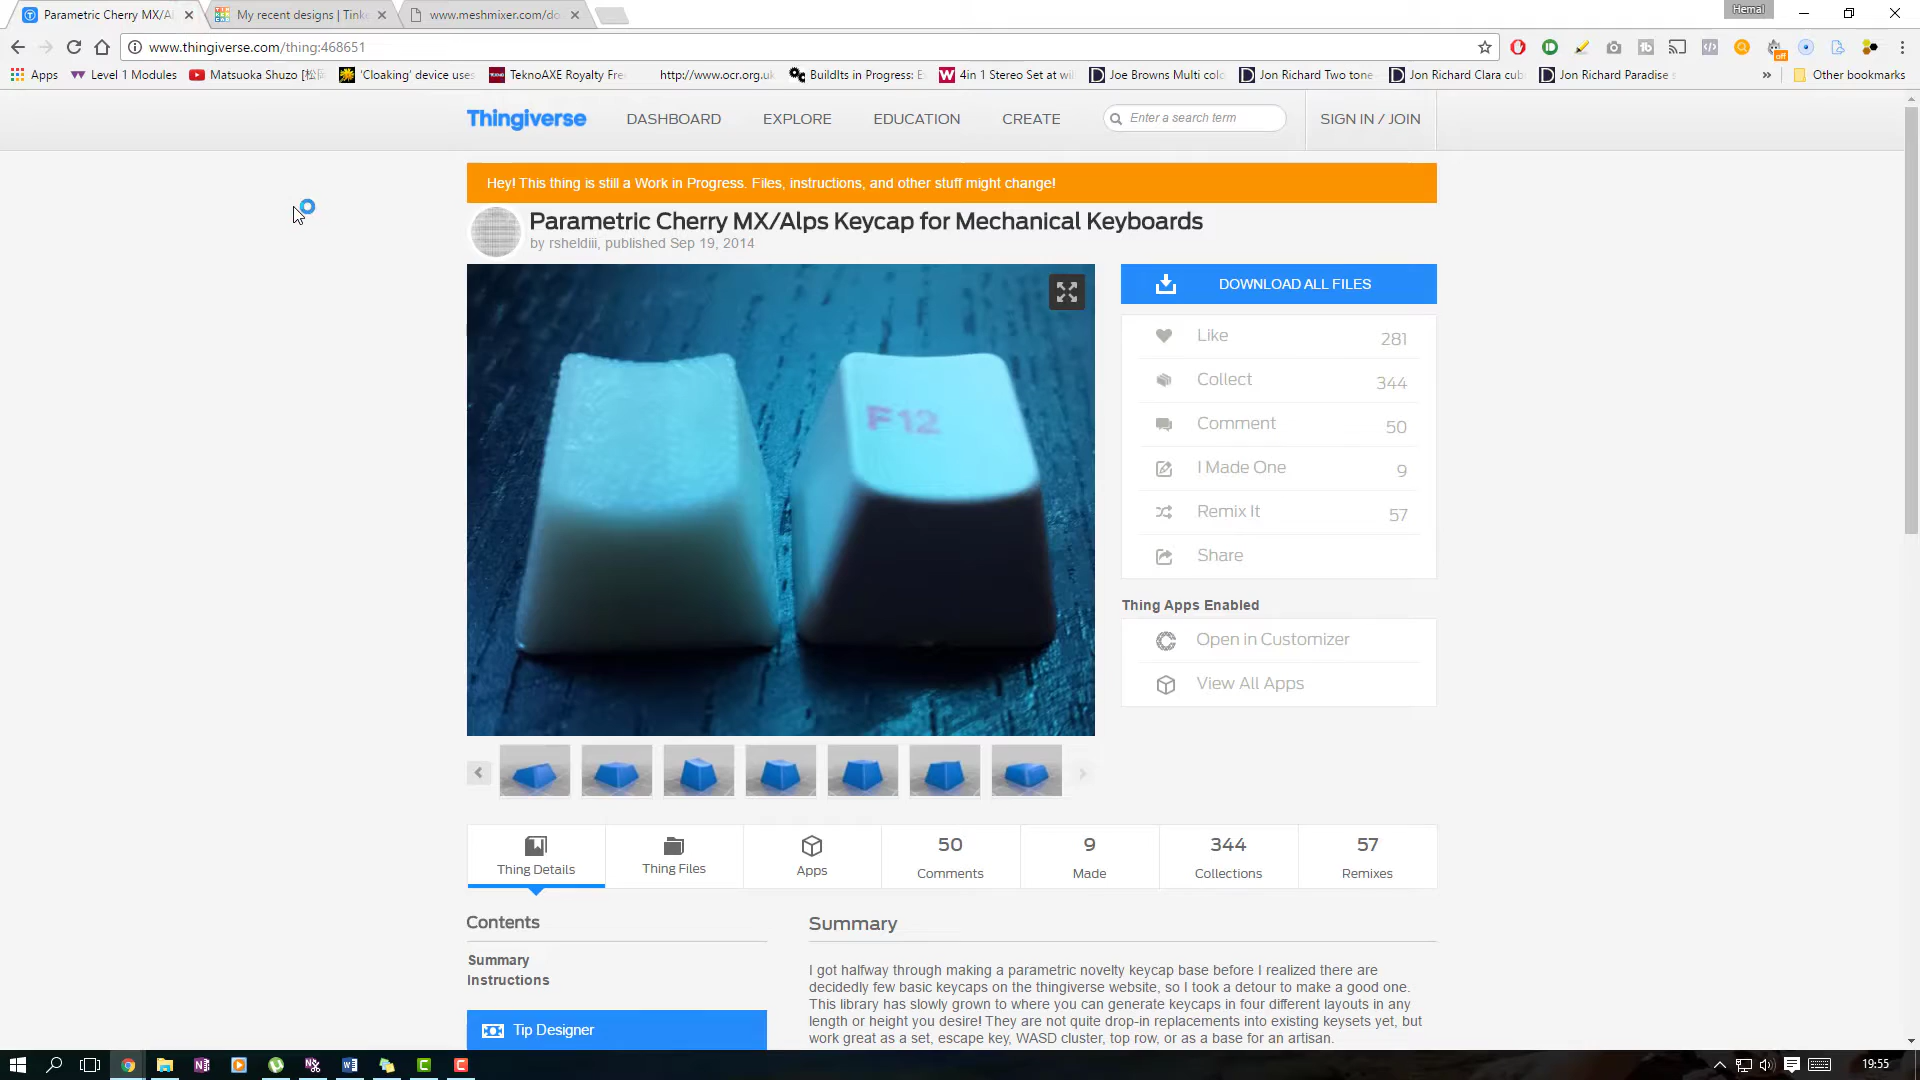 Parametric Cherry MX/Al
My recent designs | Tink
www.meshmixer.com/do
Hemal
www.thingiverse.com/thing:468651
Apps
Level 1 Modules
Matsuoka Shuzo [松
'Cloaking' device use
TeknoAXE Royalty Fre
http://www.ocr.org.uk
BuildIts in Progress: E
4in 1 Stereo Set at wi
Joe Browns Multi col
Jon Richard Two tone
Jon Richard Clara cub
Jon Richard Paradise
»
Other bookmarks
Thingiverse
DASHBOARD
EXPLORE
EDUCATION
CREATE
Enter a search term
SIGN IN / JOIN
Hey! This thing is still a Work in Progress. Files, instructions, and other stuff might change!
Parametric Cherry MX/Alps Keycap for Mechanical Keyboards
by rsheldiii, published Sep 19, 2014
F12
DOWNLOAD ALL FILES
Like 281
Collect 344
Comment 50
I Made One 9
Remix It 57
Share
Thing Apps Enabled
Open in Customizer
View All Apps
Thing Details
Thing Files
Apps
50 Comments
9 Made
344 Collections
57 Remixes
Contents
Summary
Instructions
Tip Designer
Summary
I got halfway through making a parametric novelty keycap base before I realized there are
decidedly few basic keycaps on the thingiverse website, so I took a detour to make a good one.
This library has slowly grown to where you can generate keycaps in four different layouts in any
length or height you desire! They are not quite drop-in replacements into existing keysets yet, but
work great as a set, escape key, WASD cluster, top row, or as a base for an artisan.
19:55